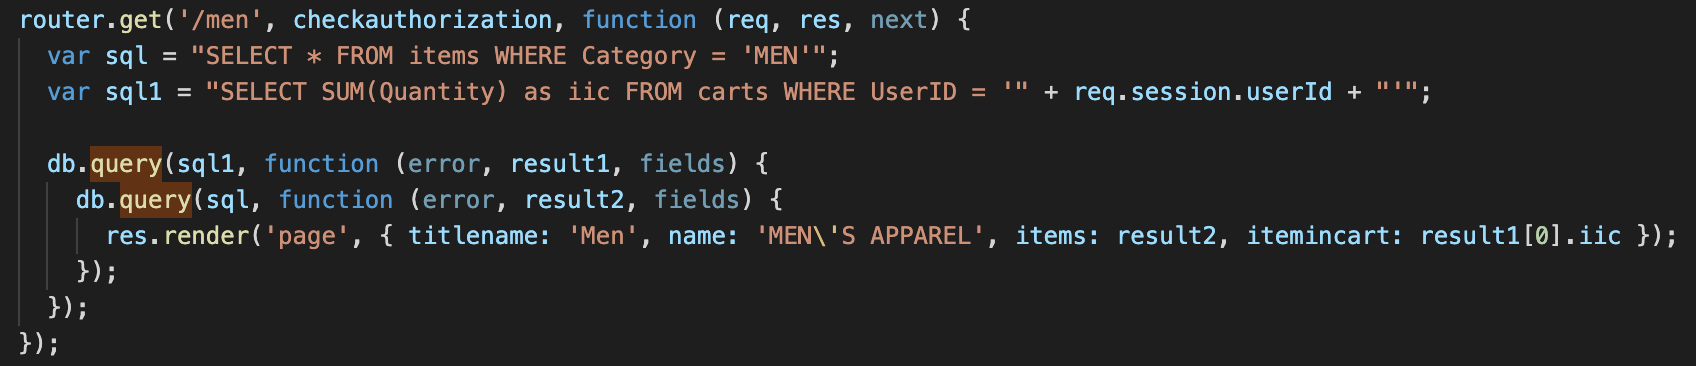 router.get('/men', checkauthorization, function (req, res, next) {
  var sql = "SELECT * FROM items WHERE Category = 'MEN'";
  var sql1 = "SELECT SUM(Quantity) as iic FROM carts WHERE UserID = '" + req.session.userId + "'";

  db.query(sql1, function (error, result1, fields) {
    db.query(sql, function (error, result2, fields) {
      res.render('page', { titlename: 'Men', name: 'MEN\'S APPAREL', items: result2, itemincart: result1[0].iic });
    });
  });
});